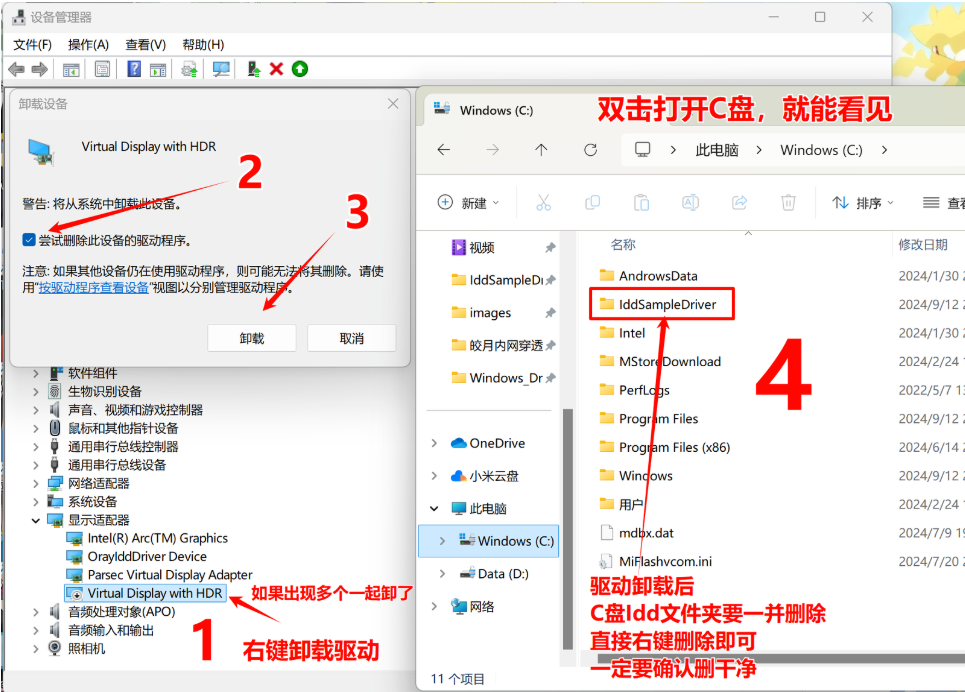 设备管理器
文件(F) 操作(A) 查看(V) 帮助(H)
卸载设备
Virtual Display with HDR
2
警告: 将从系统中卸载此设备。
尝试删除此设备的驱动程序。
3
注意: 如果其他设备仍在使用驱动程序，则可能无法将其删除。请使
用"按驱动程序查看设备"视图以分别管理驱动程序。
卸载 取消
软件组件
生物识别设备
声音、视频和游戏控制器
鼠标和其他指针设备
通用串行总线控制器
通用串行总线设备
网络适配器
系统设备
显示适配器
Intel(R) Arc(TM) Graphics
OrayIddDriver Device
Parsec Virtual Display Adapter
Virtual Display with HDR
如果出现多个一起卸了
音频处理对象(APO)
音频输入和输出
照相机
1
右键卸载驱动
Windows (C:)
双击打开C盘，就能看见
此电脑 Windows (C:)
新建 排序 查看
视频
IddSampleDri
images
皎月内网穿透
Windows_Dr
OneDrive
小米云盘
此电脑
Windows (C:)
Data (D:)
网络
名称 修改日期
AndrowsData 2024/1/30
IddSampleDriver 2024/9/12
Intel 2024/1/30
MStoreDownload 2024/2/24
PerfLogs 2022/5/7
Program Files 2024/9/12
Program Files (x86) 2024/6/14
Windows 2024/9/12
用户 2024/2/24
mdbx.dat 2024/7/9
MiFlashvcom.ini 2024/7/20
4
驱动卸载后
C盘Idd文件夹要一并删除
直接右键删除即可
一定要确认删干净
11 个项目